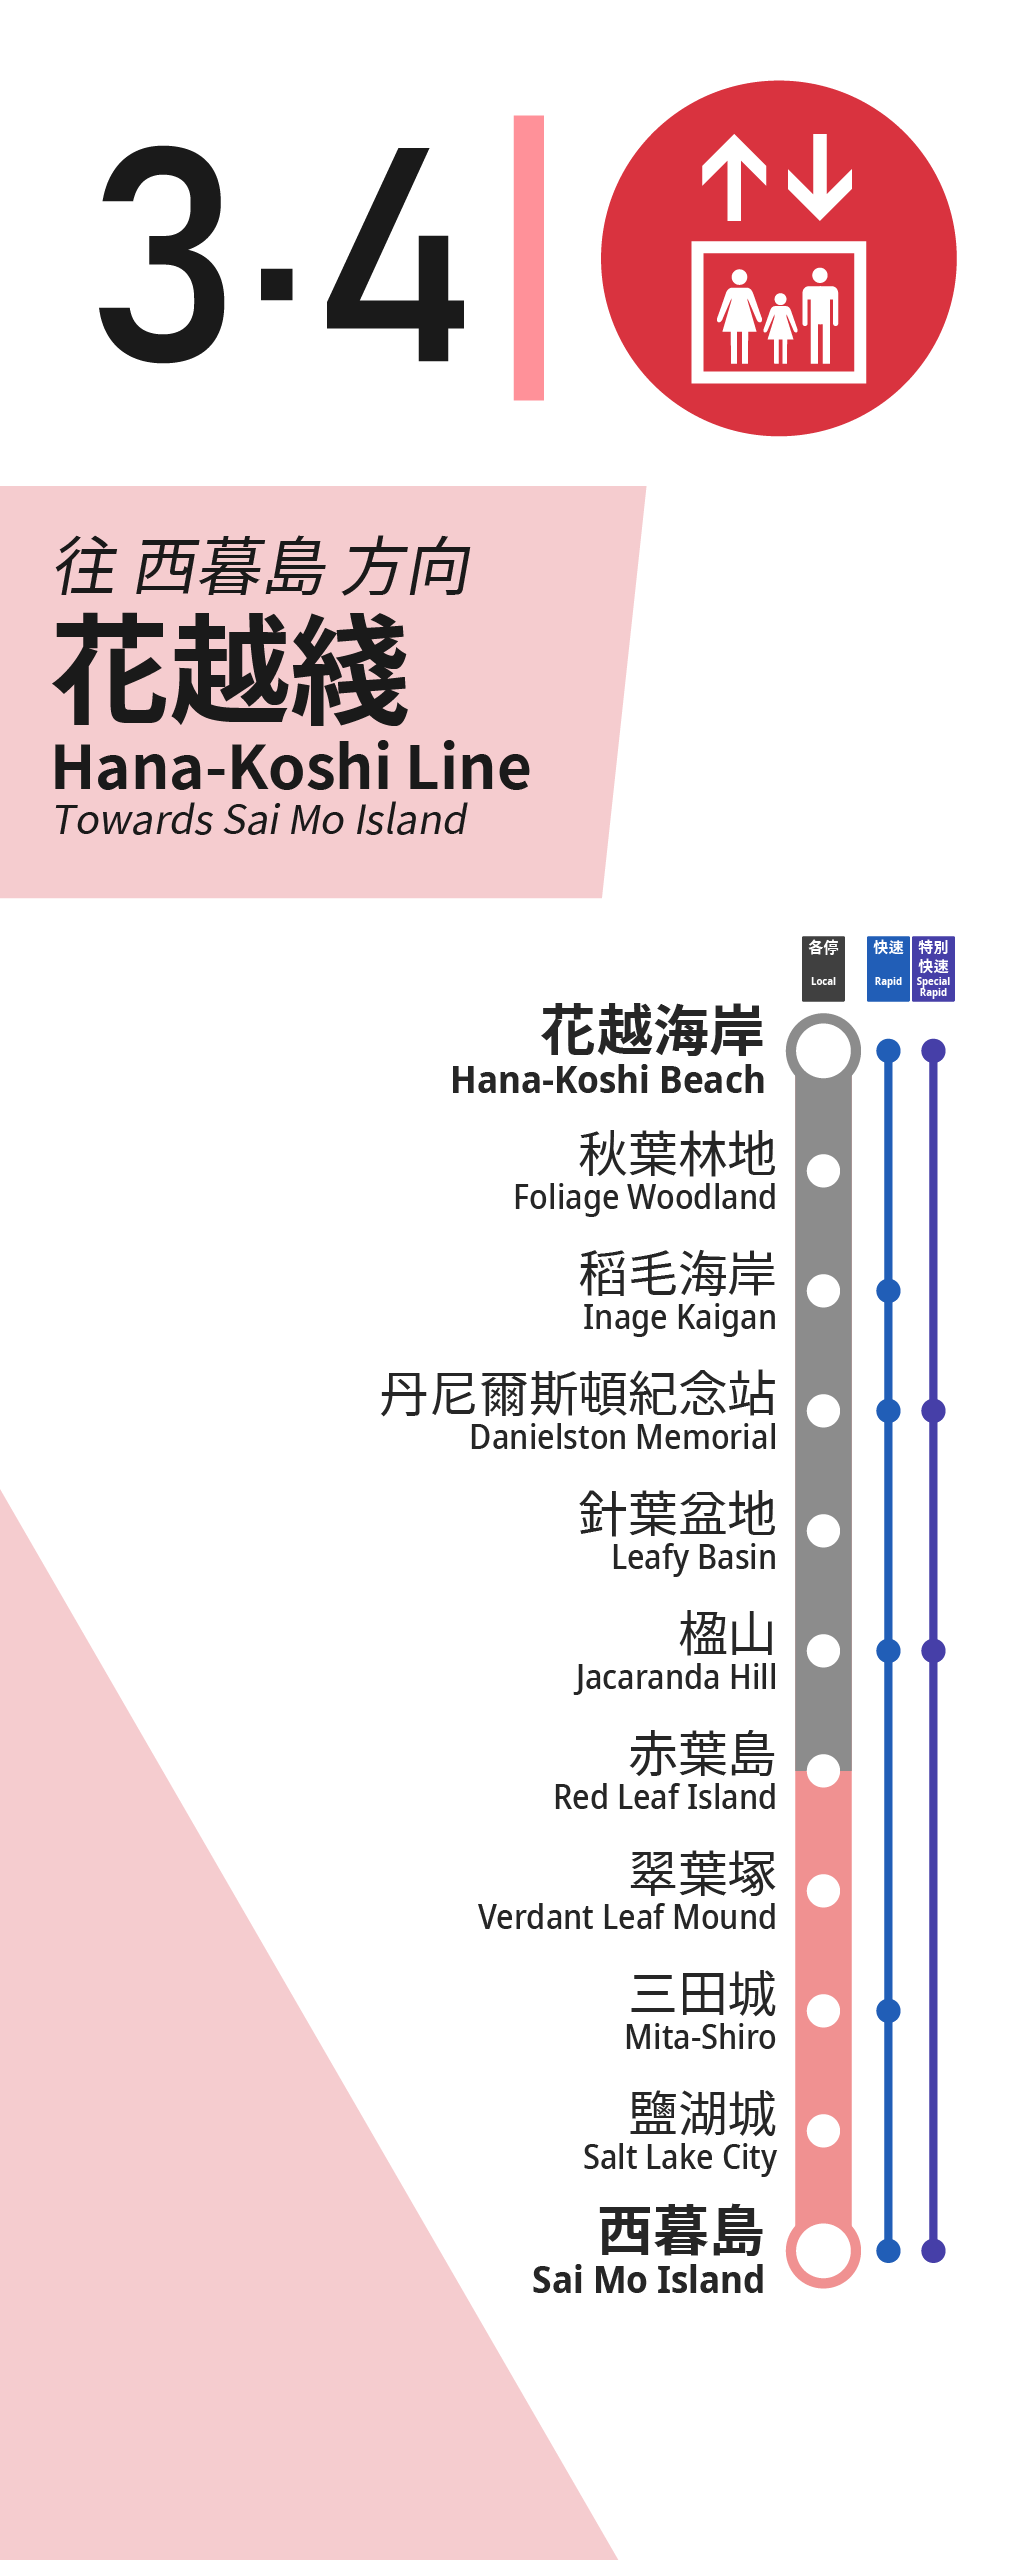 3·4
往 西暮島 方向
花越綫
Hana-Koshi Line
Towards Sai Mo Island
各停
Local
快速
Rapid
特別
快速
Special
Rapid
花越海岸
Hana-Koshi Beach
秋葉林地
Foliage Woodland
稻毛海岸
Inage Kaigan
丹尼爾斯頓紀念站
Danielston Memorial
針葉盆地
Leafy Basin
楹山
Jacaranda Hill
赤葉島
Red Leaf Island
翠葉塚
Verdant Leaf Mound
三田城
Mita-Shiro
鹽湖城
Salt Lake City
西暮島
Sai Mo Island